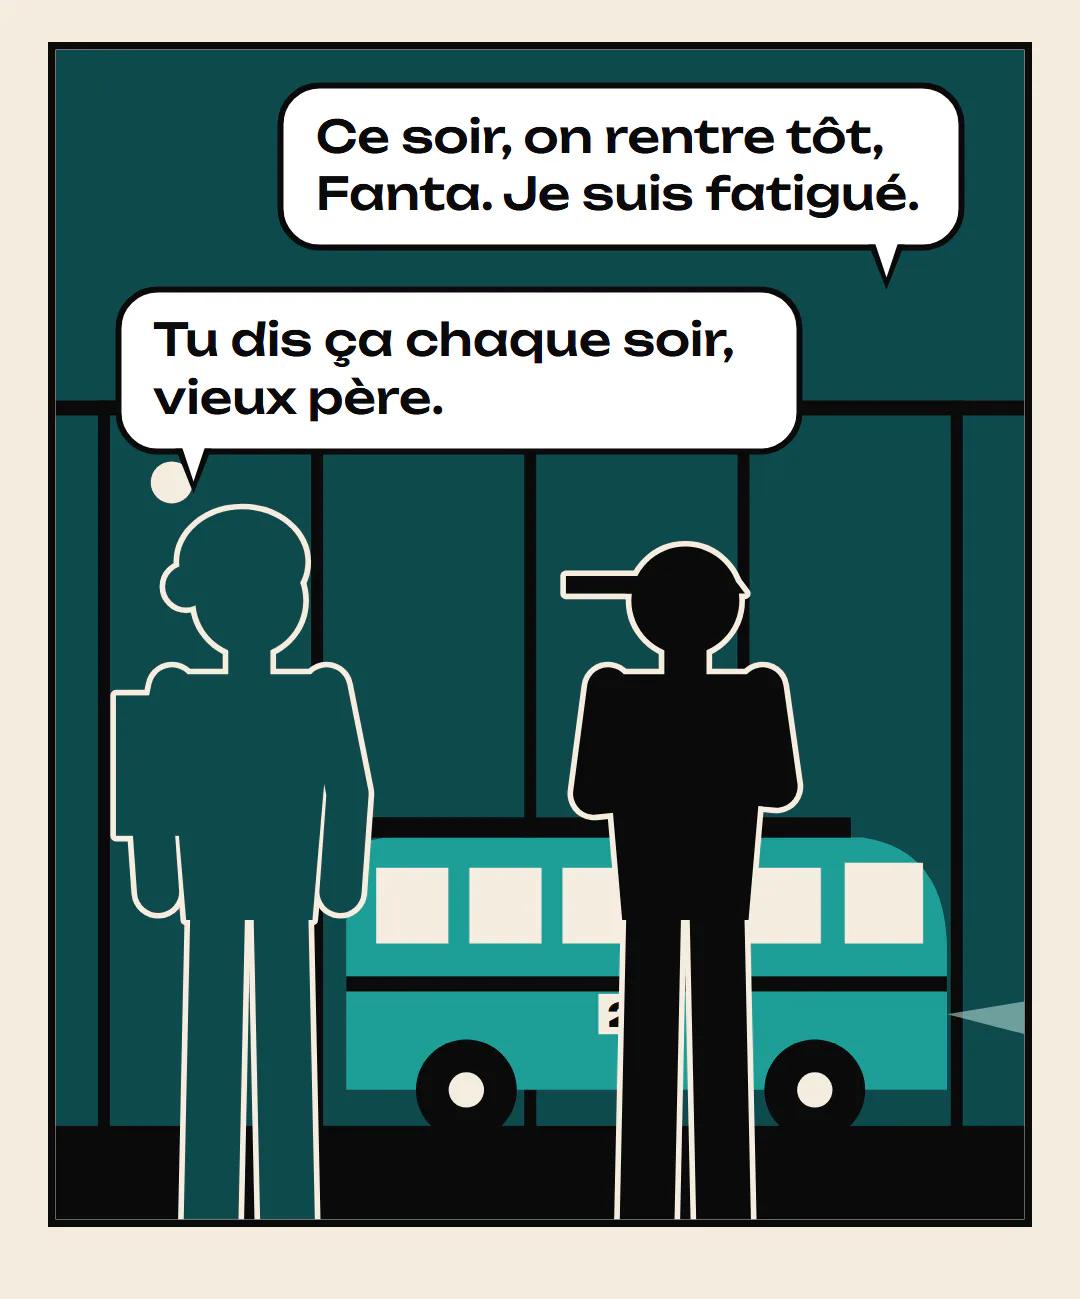 Ce soir, on rentre tôt,
Fanta. Je suis fatigué.
Tu dis ça chaque soir,
vieux père.